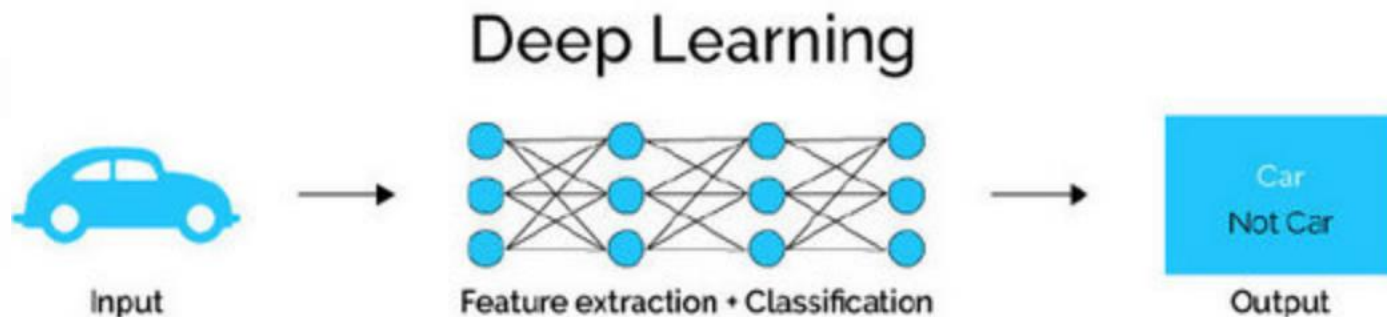 Deep Learning
Car
Not Car
Input
Feature extraction + Classification
Output